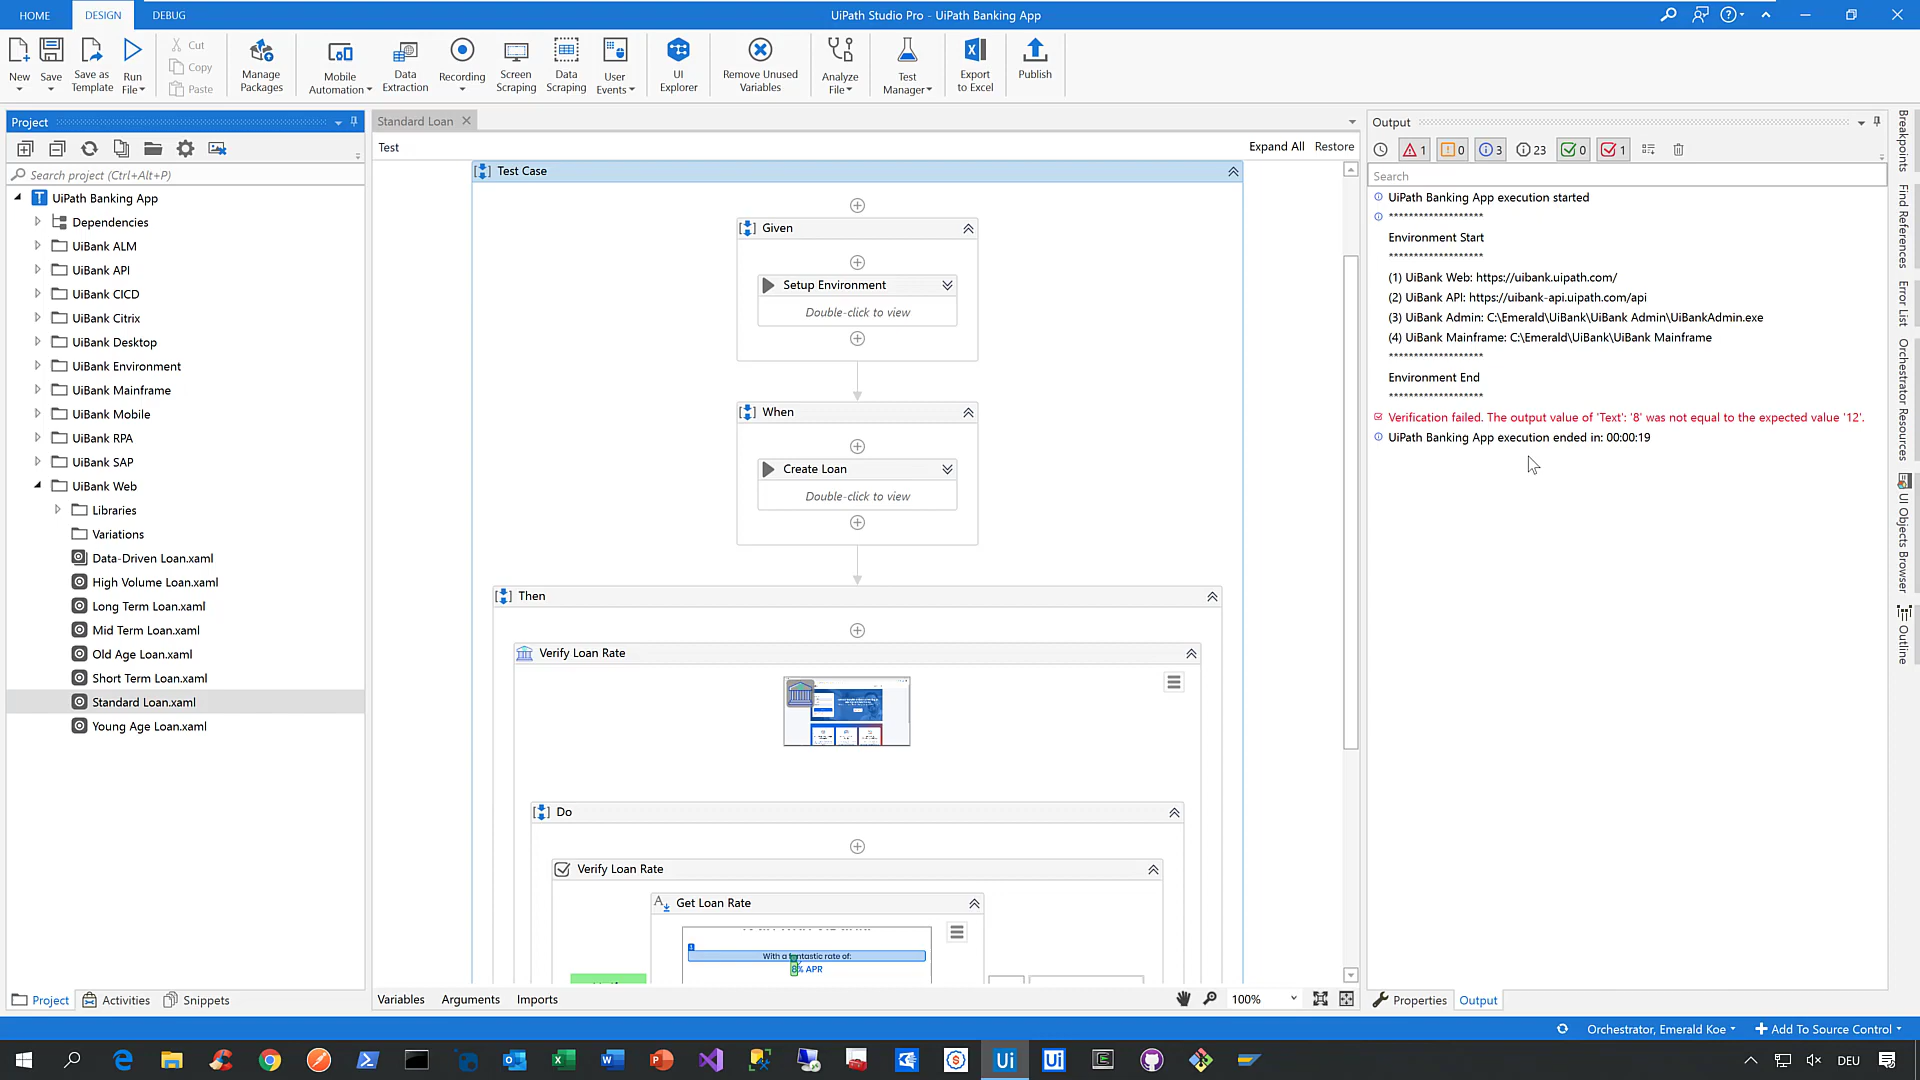 HOME DESIGN DEBUG UiPath Studio Pro - UiPath Banking App
New Save Save as Template Run File Cut Copy Paste Manage Packages Mobile Automation Data Extraction Recording Screen Scraping Data Scraping User Events UI Explorer Remove Unused Variables Analyze File Test Manager Export to Excel Publish
Project
Search project (Ctrl+Alt+P)
UiPath Banking App
Dependencies
UiBank ALM
UiBank API
UiBank CICD
UiBank Citrix
UiBank Desktop
UiBank Environment
UiBank Mainframe
UiBank Mobile
UiBank RPA
UiBank SAP
UiBank Web
Libraries
Variations
Data-Driven Loan.xaml
High Volume Loan.xaml
Long Term Loan.xaml
Mid Term Loan.xaml
Old Age Loan.xaml
Short Term Loan.xaml
Standard Loan.xaml
Young Age Loan.xaml
Project Activities Snippets
Standard Loan
Test Expand All Restore
Test Case
Given
Setup Environment
Double-click to view
When
Create Loan
Double-click to view
Then
Verify Loan Rate
Do
Verify Loan Rate
Get Loan Rate
1
With a fantastic rate of:
8% APR
Variables Arguments Imports 100%
Output
1 0 3 23 0 1
Search
UiPath Banking App execution started
*******************
Environment Start
*******************
(1) UiBank Web: https://uibank.uipath.com/
(2) UiBank API: https://uibank-api.uipath.com/api
(3) UiBank Admin: C:\Emerald\UiBank\UiBank Admin\UiBankAdmin.exe
(4) UiBank Mainframe: C:\Emerald\UiBank\UiBank Mainframe
*******************
Environment End
*******************
Verification failed. The output value of 'Text': '8' was not equal to the expected value '12'.
UiPath Banking App execution ended in: 00:00:19
Properties Output
Breakpoints
Find References
Error List
Orchestrator Resources
UI Objects Browser
Outline
Orchestrator, Emerald Koe Add To Source Control
Ui Ui DEU